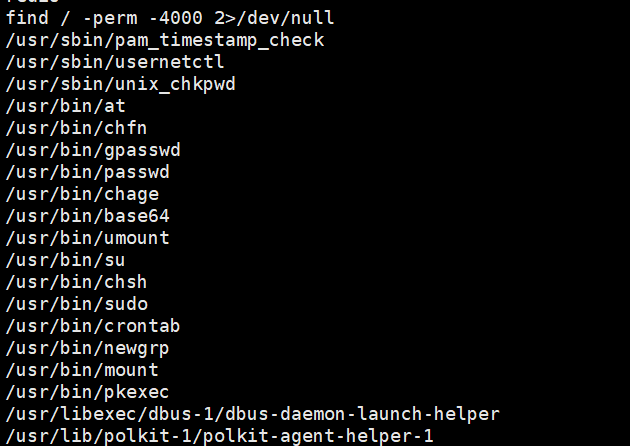 find / -perm -4000 2>/dev/null
/usr/sbin/pam_timestamp_check
/usr/sbin/usernetctl
/usr/sbin/unix_chkpwd
/usr/bin/at
/usr/bin/chfn
/usr/bin/gpasswd
/usr/bin/passwd
/usr/bin/chage
/usr/bin/base64
/usr/bin/umount
/usr/bin/su
/usr/bin/chsh
/usr/bin/sudo
/usr/bin/crontab
/usr/bin/newgrp
/usr/bin/mount
/usr/bin/pkexec
/usr/libexec/dbus-1/dbus-daemon-launch-helper
/usr/lib/polkit-1/polkit-agent-helper-1